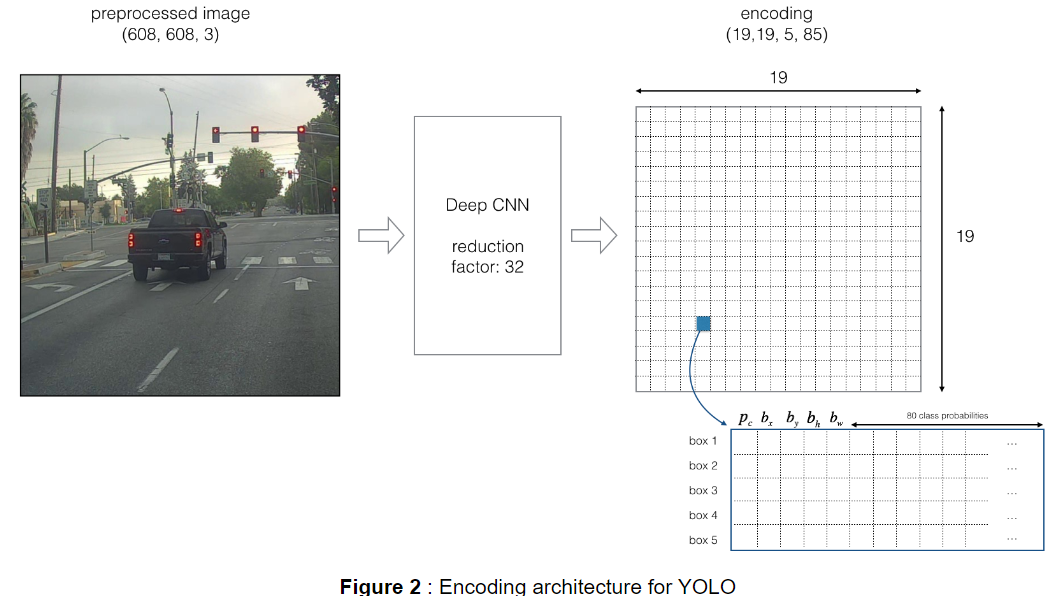 preprocessed image
(608, 608, 3)
encoding
(19,19, 5, 85)
19
Deep CNN
reduction
factor: 32
19
p_c b_x b_y b_h b_w 80 class probabilities
box 1 ...
box 2 ...
box 3 ...
box 4 ...
box 5 ...
Figure 2 : Encoding architecture for YOLO